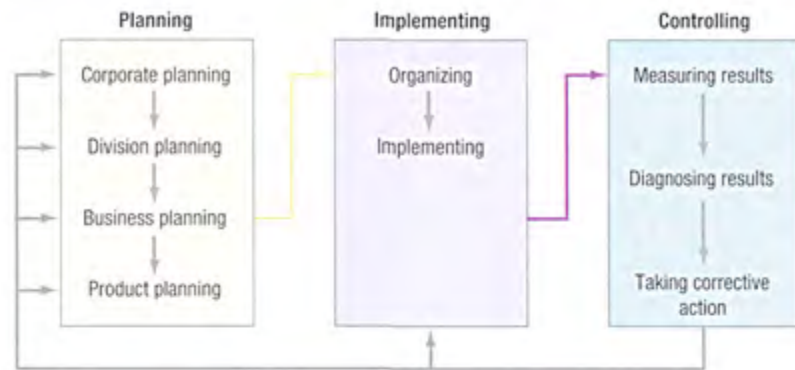 Planning
Corporate planning
Division planning
Business planning
Product planning
Implementing
Organizing
Implementing
Controlling
Measuring results
Diagnosing results
Taking corrective
action